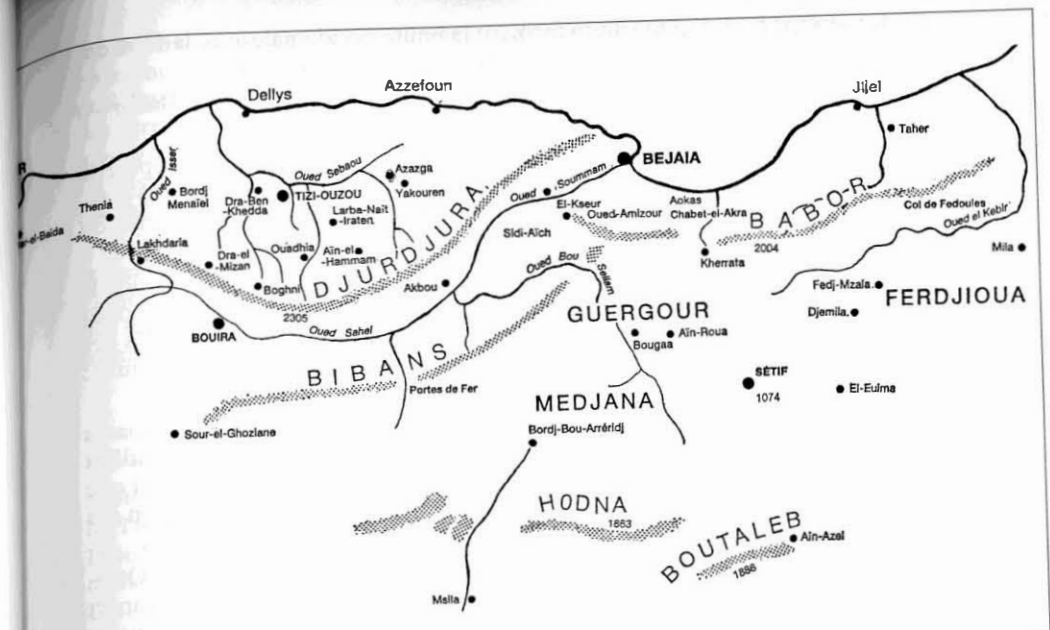 Dellys
Azzefoun
Jijel
Taher
R
Oued Isser
Bordj
Menaïel
Thenia
Dra-Ben
-Khedda
Oued Sebaou
TIZI-OUZOU
Azazga
Yakouren
Larba-Naït
-Iraten
BEJAIA
Oued Soummam
El-Kseur
Oued-Amizour
Aokas
Chabet-el-Akra
BABOR
2004
Col de Fedoules
Oued el Kebir
Mila
Lakhdaria
Dra-el
-Mizan
Ouadhia
Aïn-el
-Hammam
Boghni
DJURDJURA
2305
Sidi-Aïch
Akbou
Oued Bou Sellam
Kherrata
Fedj-Mzala
FERDJIOUA
Djemila
GUERGOUR
Bougaa
Aïn-Roua
BOUIRA
Oued Sahel
BIBANS
Portes de Fer
SÉTIF
1074
El-Eulma
MEDJANA
Bordj-Bou-Arréridj
Sour-el-Ghozlane
HODNA
1863
BOUTALEB
1886
Aïn-Azel
Msila